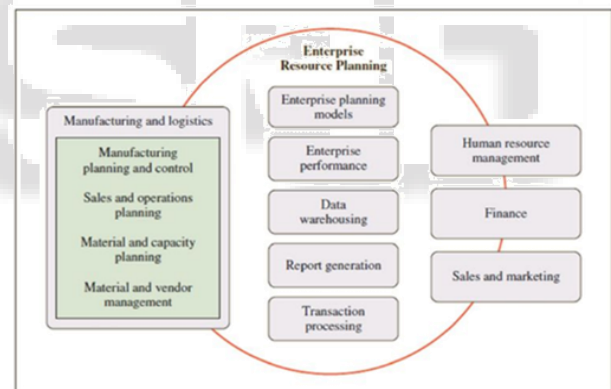 Enterprise
Resource Planning
Manufacturing and logistics
Manufacturing
planning and control
Sales and operations
planning
Material and capacity
planning
Material and vendor
management
Enterprise planning
models
Enterprise
performance
Data
warehousing
Report generation
Transaction
processing
Human resource
management
Finance
Sales and marketing